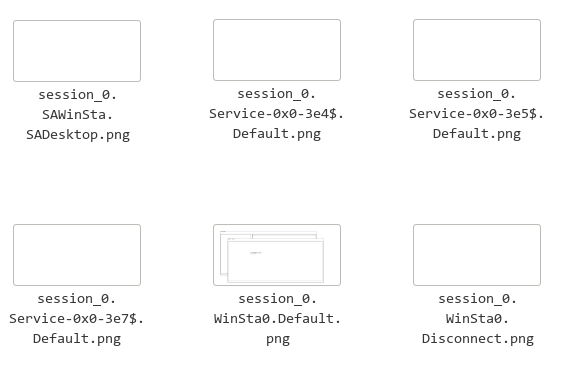 session_0.
SAWinSta.
SADesktop.png
session_0.
Service-0x0-3e4$.
Default.png
session_0.
Service-0x0-3e5$.
Default.png
session_0.
Service-0x0-3e7$.
Default.png
session_0.
WinSta0.Default.
png
session_0.
WinSta0.
Disconnect.png